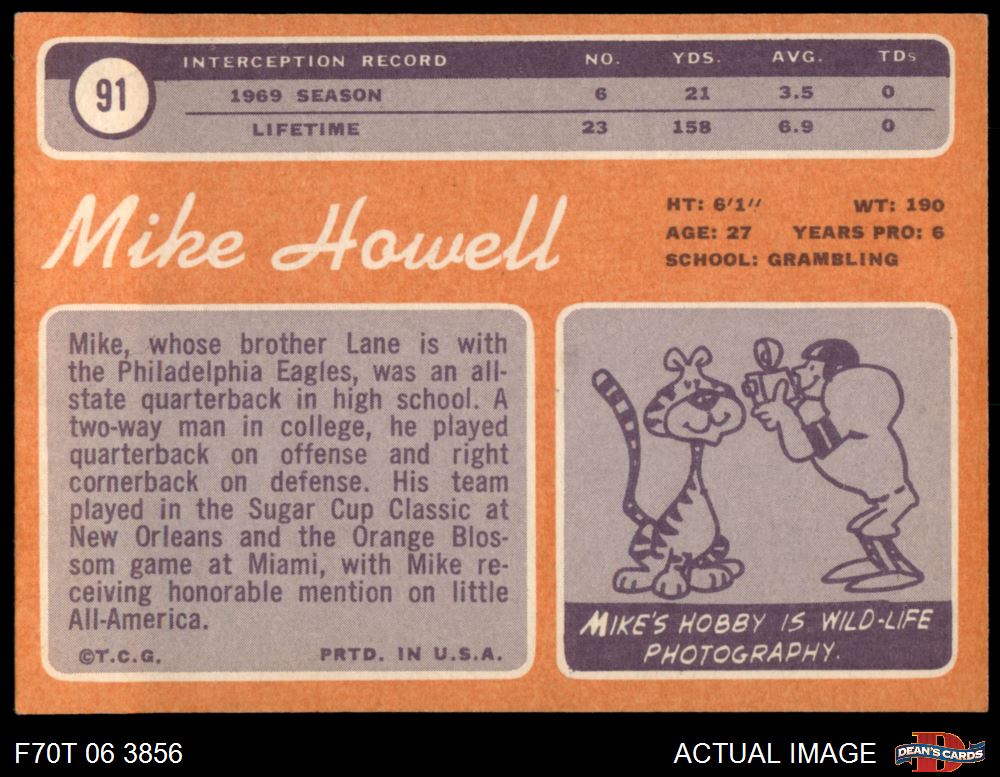 91
INTERCEPTION RECORD NO. YDS. AVG. TDs
1969 SEASON 6 21 3.5 0
LIFETIME 23 158 6.9 0
Mike Howell
HT: 6'1" WT: 190
AGE: 27 YEARS PRO: 6
SCHOOL: GRAMBLING
Mike, whose brother Lane is with
the Philadelphia Eagles, was an all-
state quarterback in high school. A
two-way man in college, he played
quarterback on offense and right
cornerback on defense. His team
played in the Sugar Cup Classic at
New Orleans and the Orange Blos-
som game at Miami, with Mike re-
ceiving honorable mention on little
All-America.
©T.C.G. PRTD. IN U.S.A.
MIKE'S HOBBY IS WILD-LIFE
PHOTOGRAPHY.
F70T 06 3856 ACTUAL IMAGE
D
DEAN'S CARDS